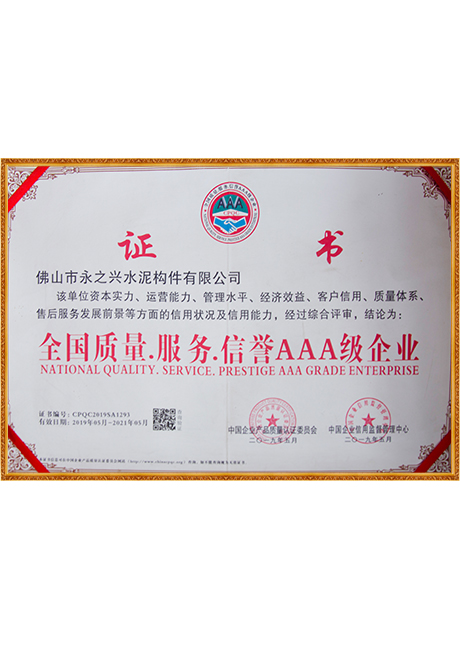 AAA
CPQC
证 书
佛山市永之兴水泥构件有限公司
该单位资本实力、运营能力、管理水平、经济效益、客户信用、质量体系、
售后服务发展前景等方面的信用状况及信用能力，经过综合评审，结论为：
全国质量.服务.信誉AAA级企业
NATIONAL QUALITY. SERVICE. PRESTIGE AAA GRADE ENTERPRISE
证书编号：CPQC2019SA1293
有效日期：2019年05月-2021年05月
中国企业产品质量认证委员会 中国企业信用监督管理中心
二〇一九年五月 二〇一九年五月